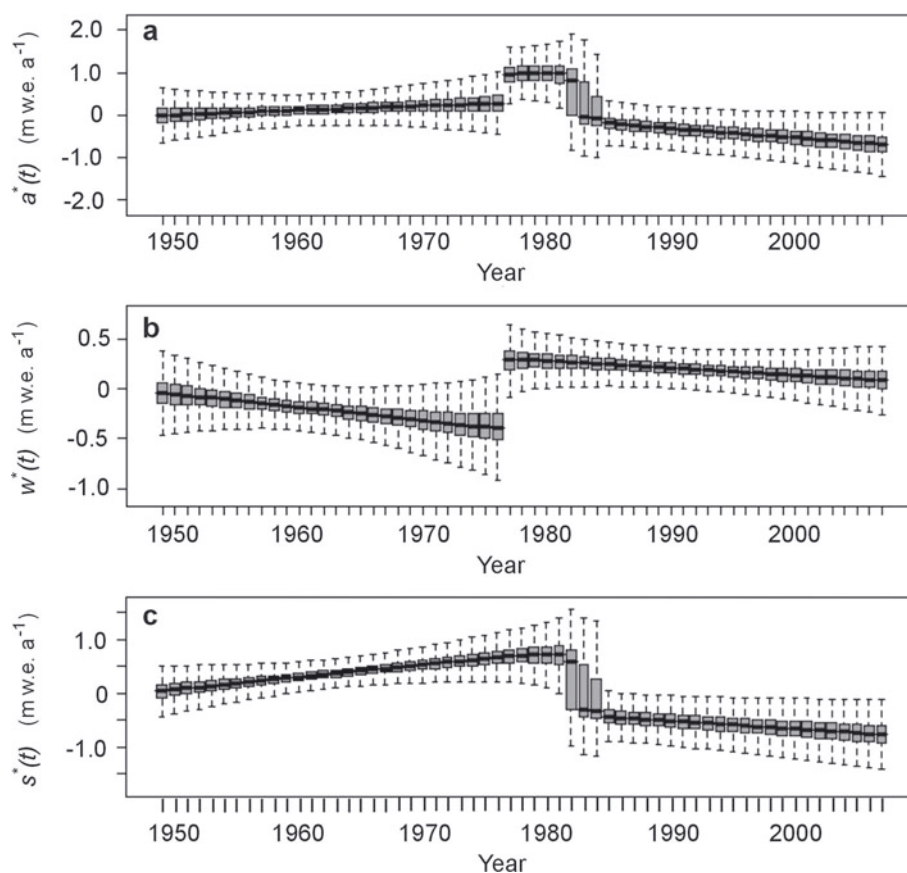 a
2.0
1.0
0
-1.0
-2.0
a*(t) (m w.e. a-1)
1950 1960 1970 1980 1990 2000
Year
b
0.5
0
-0.5
-1.0
w*(t) (m w.e. a-1)
1950 1960 1970 1980 1990 2000
Year
c
1.0
0
-1.0
s*(t) (m w.e. a-1)
1950 1960 1970 1980 1990 2000
Year